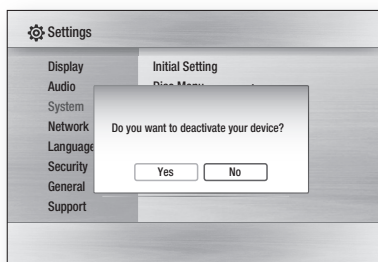 Settings
Display
Initial Setting
Audio
System
Network
Language
Security
General
Support
Do you want to deactivate your device?
Yes
No